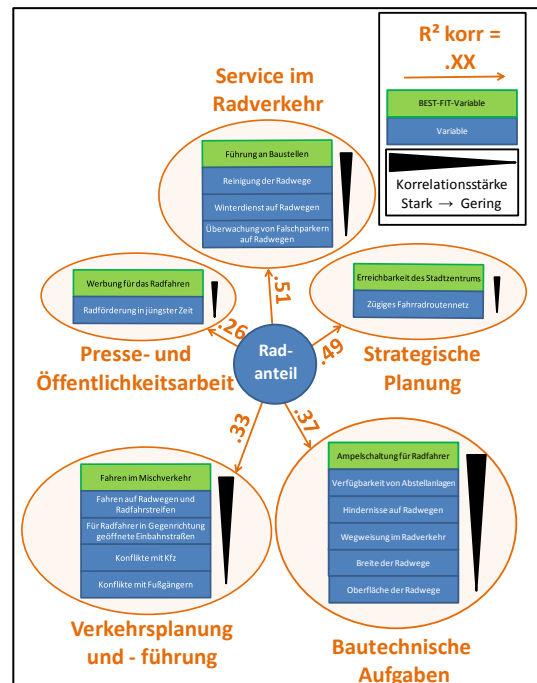 R² korr =
.XX
BEST-FIT-Variable
Variable
Korrelationsstärke
Stark → Gering
Service im
Radverkehr
Führung an Baustellen
Reinigung der Radwege
Winterdienst auf Radwegen
Überwachung von Falschparkern
auf Radwegen
.51
Werbung für das Radfahren
Radförderung in jüngster Zeit
.26
Presse- und
Öffentlichkeitsarbeit
Rad-
anteil
Erreichbarkeit des Stadtzentrums
Zügiges Fahrradroutennetz
.49
Strategische
Planung
.33
.37
Fahren im Mischverkehr
Fahren auf Radwegen und
Radfahrstreifen
Für Radfahrer in Gegenrichtung
geöffnete Einbahnstraßen
Konflikte mit Kfz
Konflikte mit Fußgängern
Verkehrsplanung
und - führung
Ampelschaltung für Radfahrer
Verfügbarkeit von Abstellanlagen
Hindernisse auf Radwegen
Wegweisung im Radverkehr
Breite der Radwege
Oberfläche der Radwege
Bautechnische
Aufgaben